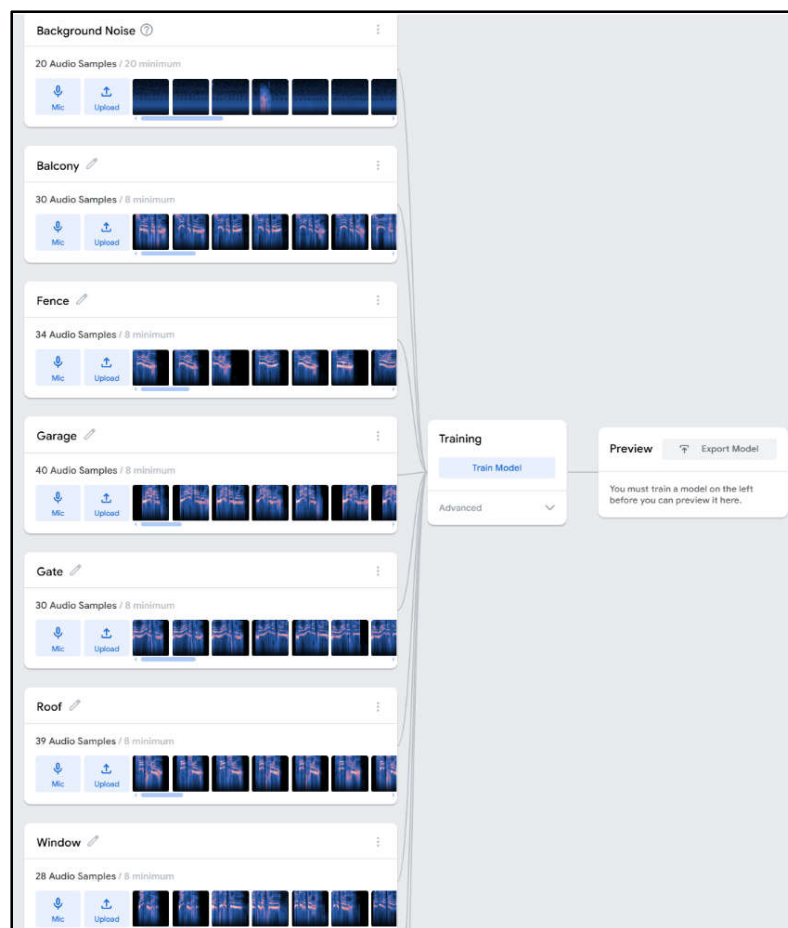 Background Noise
20 Audio Samples / 20 minimum
Mic
Upload
Balcony
30 Audio Samples / 8 minimum
Mic
Upload
Fence
34 Audio Samples / 8 minimum
Mic
Upload
Garage
40 Audio Samples / 8 minimum
Mic
Upload
Gate
30 Audio Samples / 8 minimum
Mic
Upload
Roof
39 Audio Samples / 8 minimum
Mic
Upload
Window
28 Audio Samples / 8 minimum
Mic
Upload
Training
Train Model
Advanced
Preview
Export Model
You must train a model on the left
before you can preview it here.